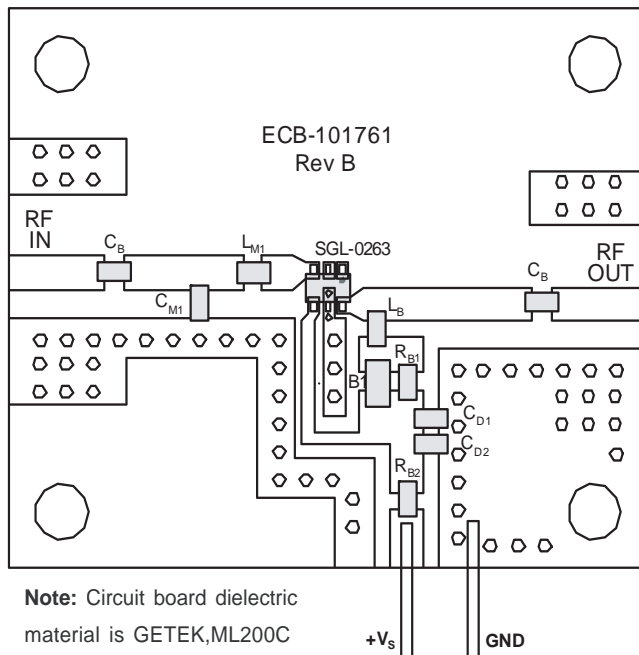 ECB-101761
Rev B
RF
IN
C_B
L_M1
SGL-0263
C_B
RF
OUT
C_M1
L_B
B1
R_B1
C_D1
C_D2
R_B2
Note: Circuit board dielectric
material is GETEK,ML200C
+V_S
GND